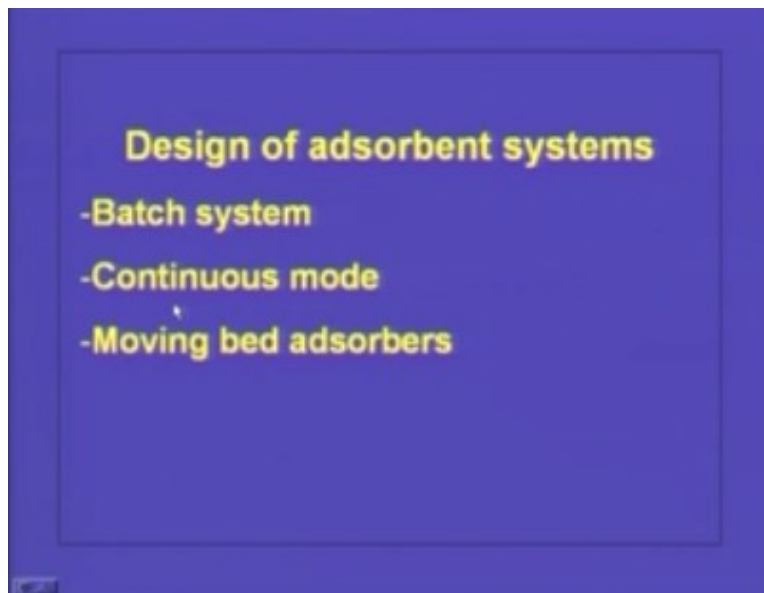 Design of adsorbent systems
-Batch system
-Continuous mode
-Moving bed adsorbers